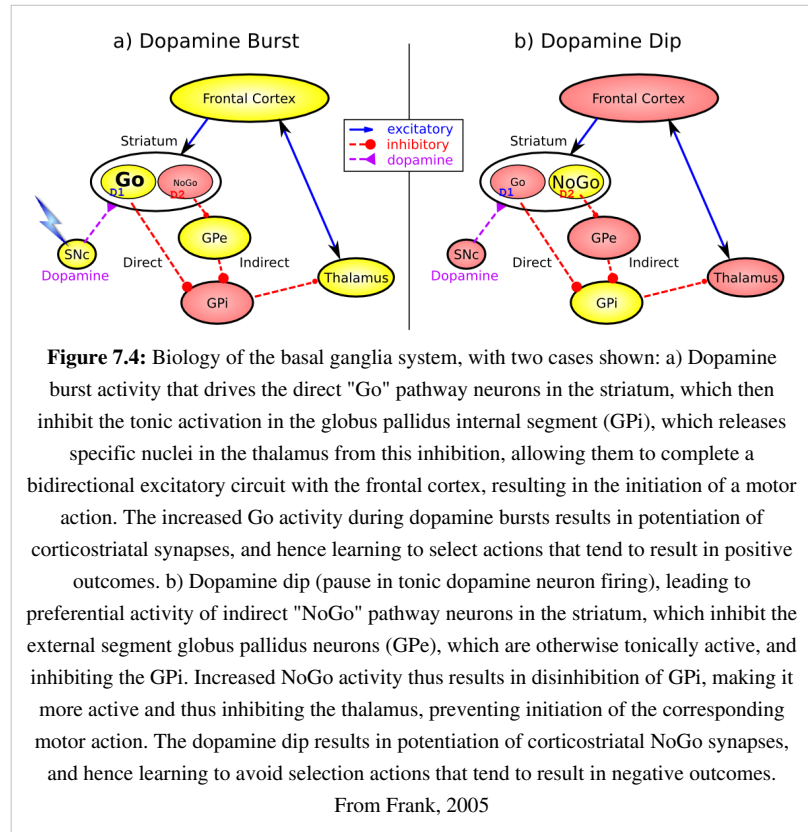 a) Dopamine Burst
Frontal Cortex
Striatum
Go
D1
NoGo
D2
SNc
Dopamine
GPe
Direct
Indirect
GPi
Thalamus
excitatory
inhibitory
dopamine
b) Dopamine Dip
Frontal Cortex
Striatum
Go
D1
NoGo
D2
SNc
Dopamine
GPe
Direct
Indirect
GPi
Thalamus
Figure 7.4: Biology of the basal ganglia system, with two cases shown: a) Dopamine
burst activity that drives the direct "Go" pathway neurons in the striatum, which then
inhibit the tonic activation in the globus pallidus internal segment (GPi), which releases
specific nuclei in the thalamus from this inhibition, allowing them to complete a
bidirectional excitatory circuit with the frontal cortex, resulting in the initiation of a motor
action. The increased Go activity during dopamine bursts results in potentiation of
corticostriatal synapses, and hence learning to select actions that tend to result in positive
outcomes. b) Dopamine dip (pause in tonic dopamine neuron firing), leading to
preferential activity of indirect "NoGo" pathway neurons in the striatum, which inhibit the
external segment globus pallidus neurons (GPe), which are otherwise tonically active, and
inhibiting the GPi. Increased NoGo activity thus results in disinhibition of GPi, making it
more active and thus inhibiting the thalamus, preventing initiation of the corresponding
motor action. The dopamine dip results in potentiation of corticostriatal NoGo synapses,
and hence learning to avoid selection actions that tend to result in negative outcomes.
From Frank, 2005